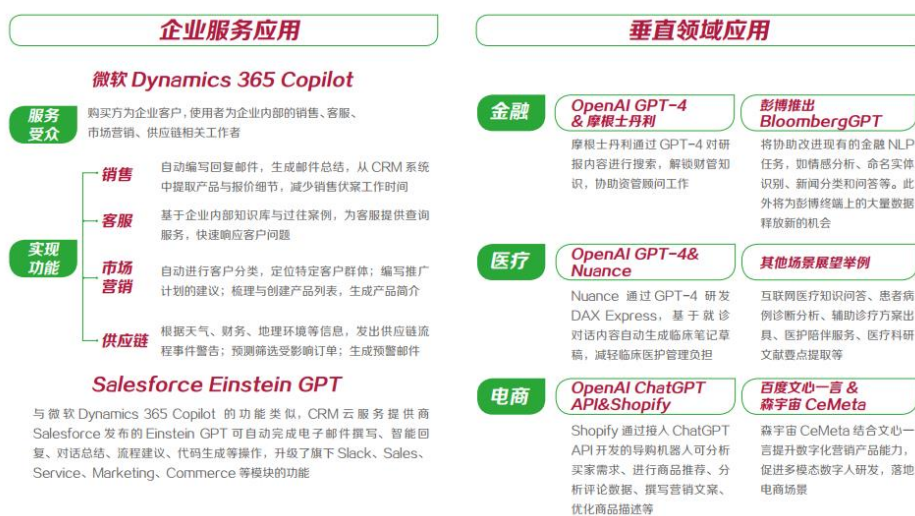 企业服务应用
微软 Dynamics 365 Copilot
服务
受众
购买方为企业客户,使用者为企业内部的销售、客服、
市场营销、供应链相关工作者
实现
功能
销售
自动编写回复邮件,生成邮件总结,从 CRM 系统
中提取产品与报价细节,减少销售伏案工作时间
客服
基于企业内部知识库与过往案例,为客服提供查询
服务,快速响应客户问题
市场
营销
自动进行客户分类,定位特定客户群体;编写推广
计划的建议;梳理与创建产品列表,生成产品简介
供应链
根据天气、财务、地理环境等信息,发出供应链流
程事件警告;预测筛选受影响订单;生成预警邮件
Salesforce Einstein GPT
与微软 Dynamics 365 Copilot 的功能类似,CRM 云服务提供商
Salesforce 发布的 Einstein GPT 可自动完成电子邮件撰写、智能回
复、对话总结、流程建议、代码生成等操作,升级了旗下 Slack、Sales、
Service、Marketing、Commerce 等模块的功能
垂直领域应用
金融
OpenAI GPT-4
& 摩根士丹利
摩根士丹利通过 GPT-4 对研
报内容进行搜索,解锁财管知
识,协助资管顾问工作
彭博推出
BloombergGPT
将协助改进现有的金融 NLP
任务,如情感分析、命名实体
识别、新闻分类和问答等。此
外将为彭博终端上的大量数据
释放新的机会
医疗
OpenAI GPT-4&
Nuance
Nuance 通过 GPT-4 研发
DAX Express,基于就诊
对话内容自动生成临床笔记草
稿,减轻临床医护管理负担
其他场景展望举例
互联网医疗知识问答、患者病
例诊断分析、辅助诊疗方案出
具、医护陪伴服务、医疗科研
文献要点提取等
电商
OpenAI ChatGPT
API&Shopify
Shopify 通过接入 ChatGPT
API 开发的导购机器人可分析
买家需求、进行商品推荐、分
析评论数据、撰写营销文案、
优化商品描述等
百度文心一言 &
森宇宙 CeMeta
森宇宙 CeMeta 结合文心一
言提升数字化营销产品能力,
促进多模态数字人研发,落地
电商场景